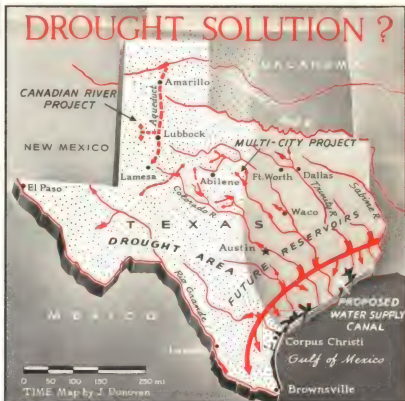 DROUGHT SOLUTION ?
OKLAHOMA
CANADIAN RIVER
PROJECT
Aqueduct
Amarillo
NEW MEXICO
Lubbock
MULTI-CITY PROJECT
Lamesa
Abilene
Ft. Worth
Dallas
El Paso
Colorado R.
Trinity R.
Sabine R.
Waco
TEXAS
DROUGHT AREA
Austin
FUTURE RESERVOIRS
Rio Grande
MEXICO
PROPOSED
WATER SUPPLY
CANAL
Corpus Christi
Gulf of Mexico
Brownsville
0 50 100 150 250 mi
TIME Map by J. Donovan